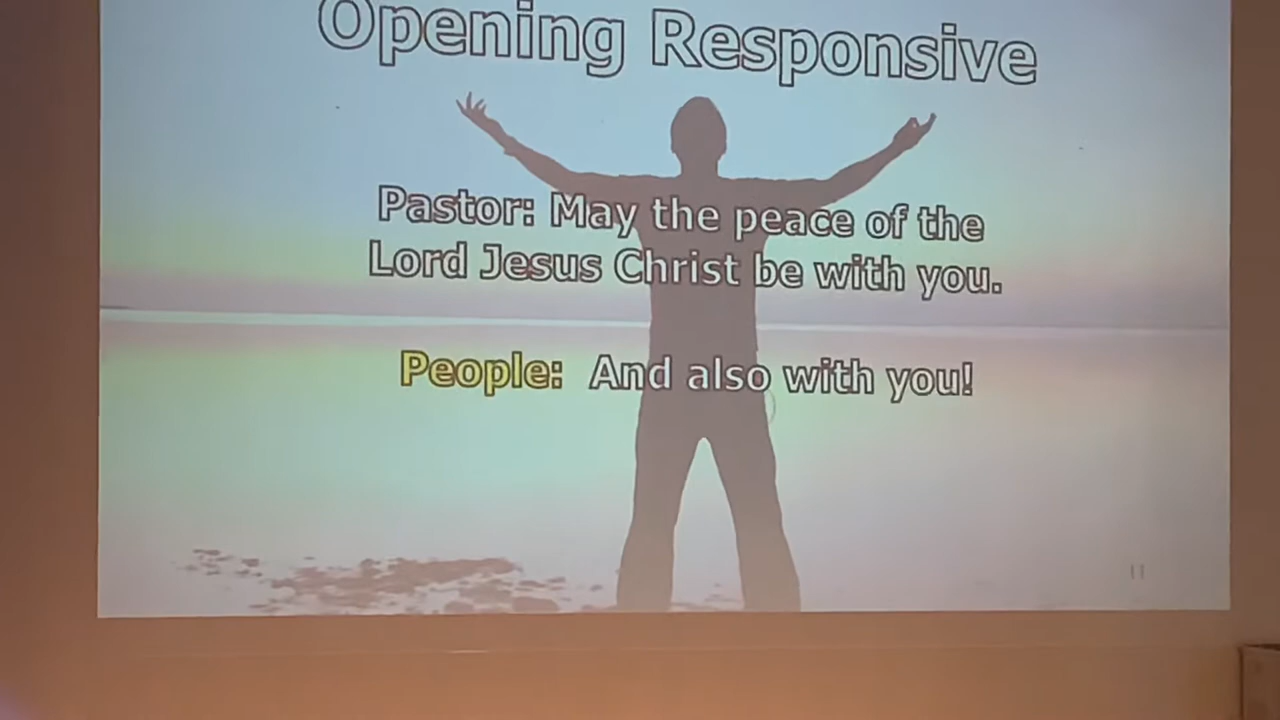 Opening Responsive
Pastor: May the peace of the
Lord Jesus Christ be with you.
People: And also with you!
11